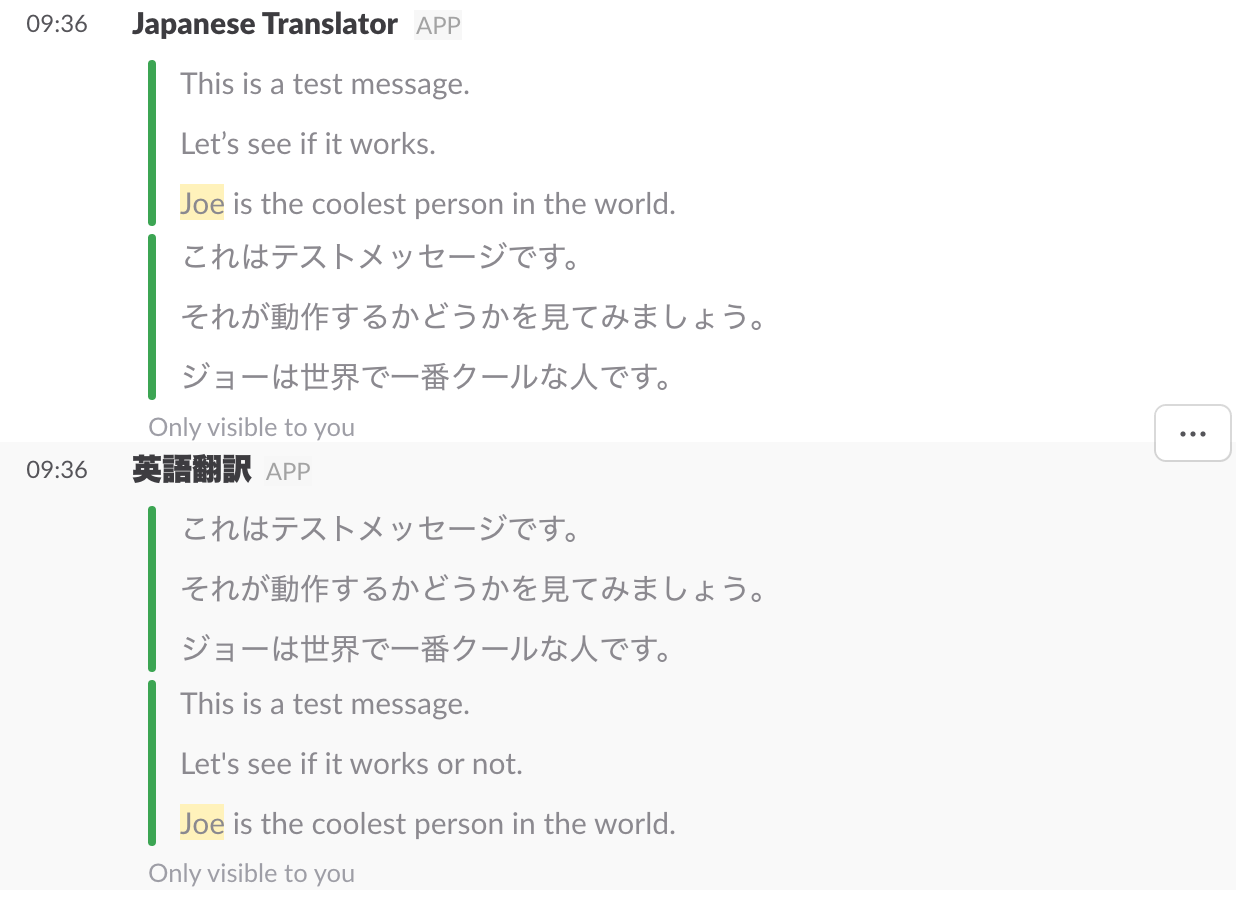 09:36 Japanese Translator APP
This is a test message.
Let’s see if it works.
Joe is the coolest person in the world.
これはテストメッセージです。
それが動作するかどうかを見てみましょう。
ジョーは世界で一番クールな人です。
Only visible to you
09:36 英語翻訳 APP
これはテストメッセージです。
それが動作するかどうかを見てみましょう。
ジョーは世界で一番クールな人です。
This is a test message.
Let's see if it works or not.
Joe is the coolest person in the world.
Only visible to you